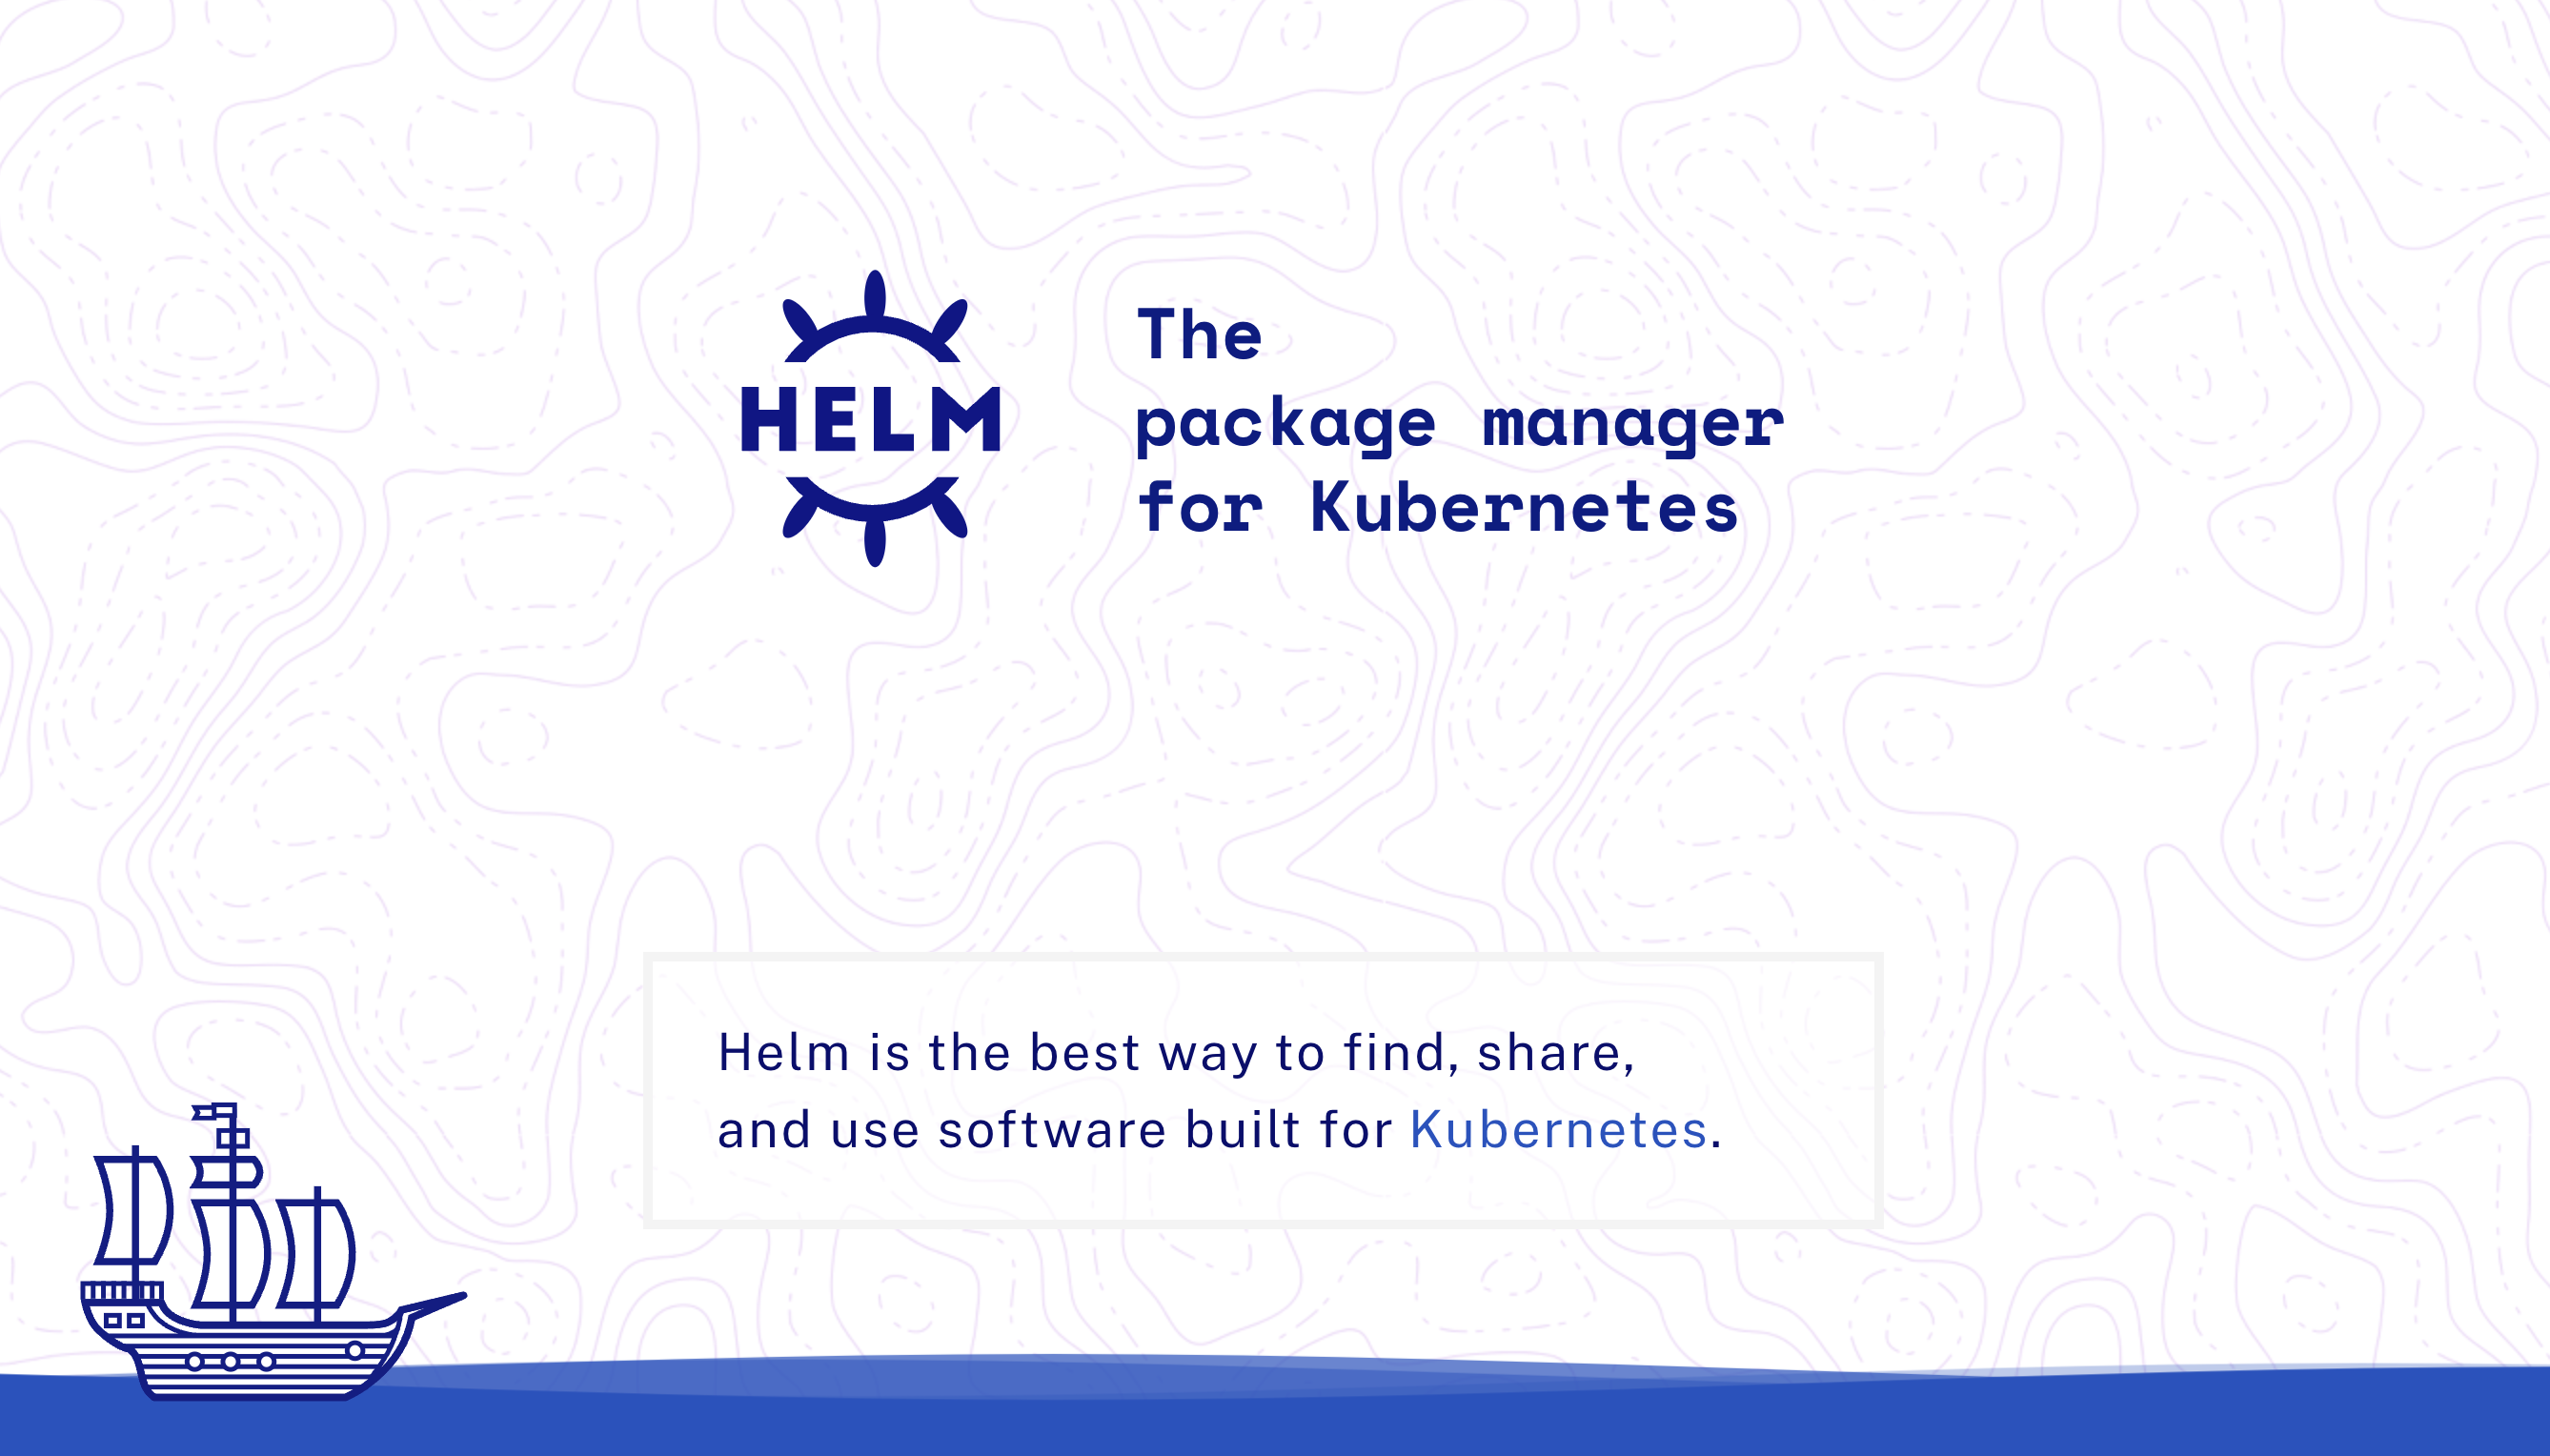 HELM
The
package manager
for Kubernetes
Helm is the best way to find, share,
and use software built for Kubernetes.